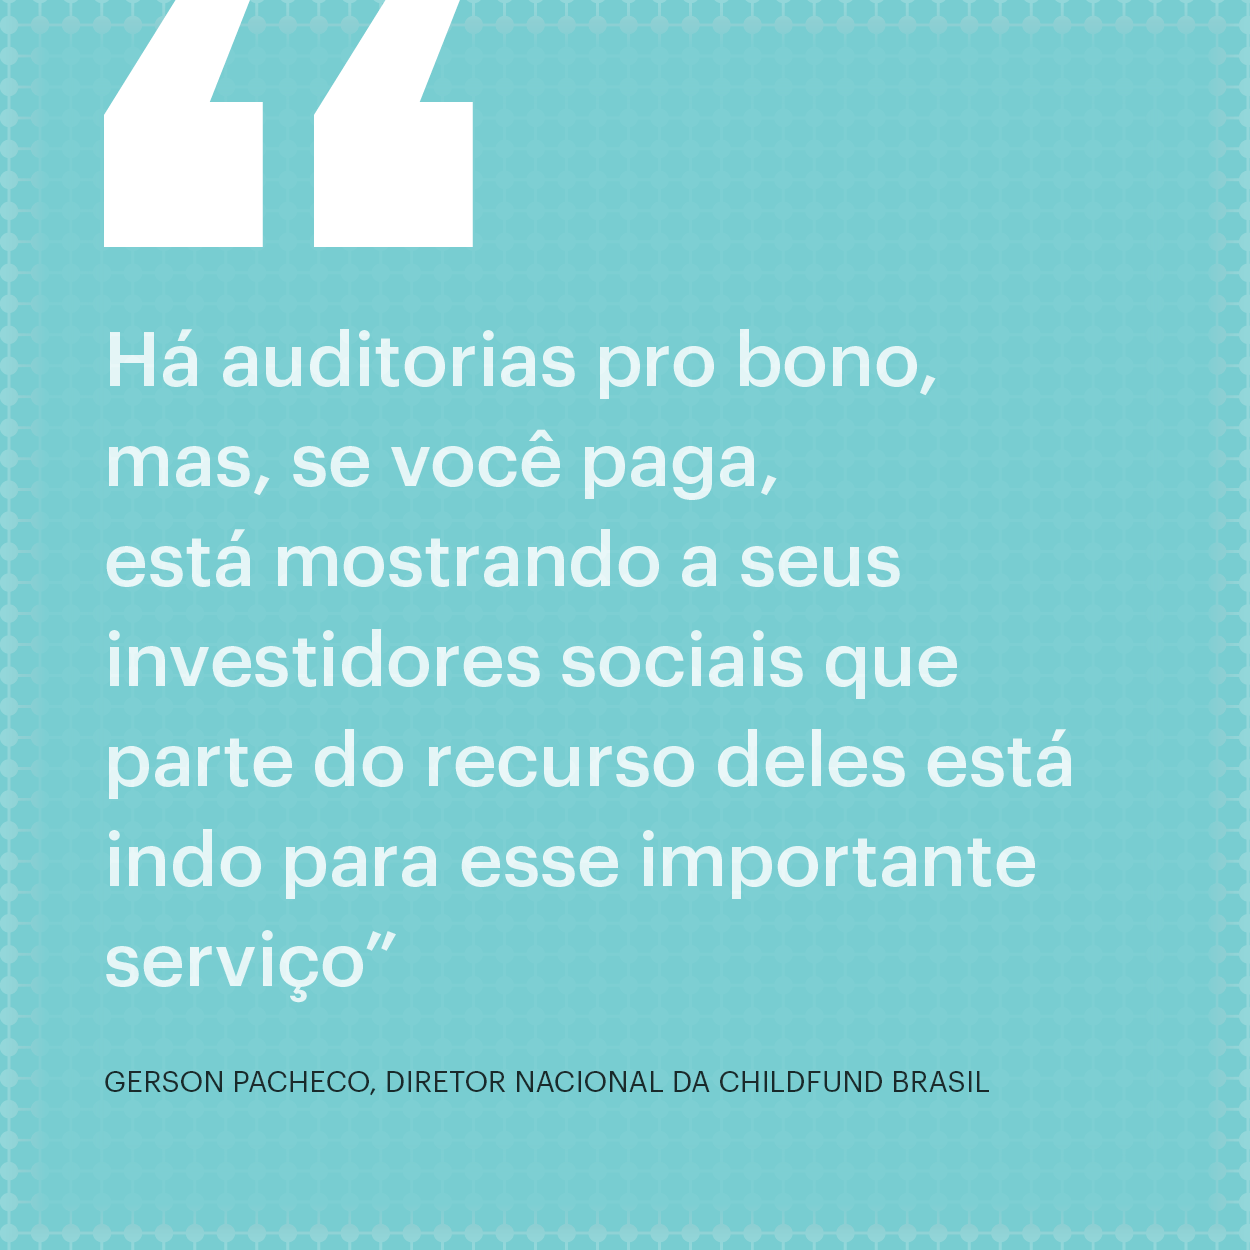 “
Há auditorias pro bono,
mas, se você paga,
está mostrando a seus
investidores sociais que
parte do recurso deles está
indo para esse importante
serviço”
GERSON PACHECO, DIRETOR NACIONAL DA CHILDFUND BRASIL